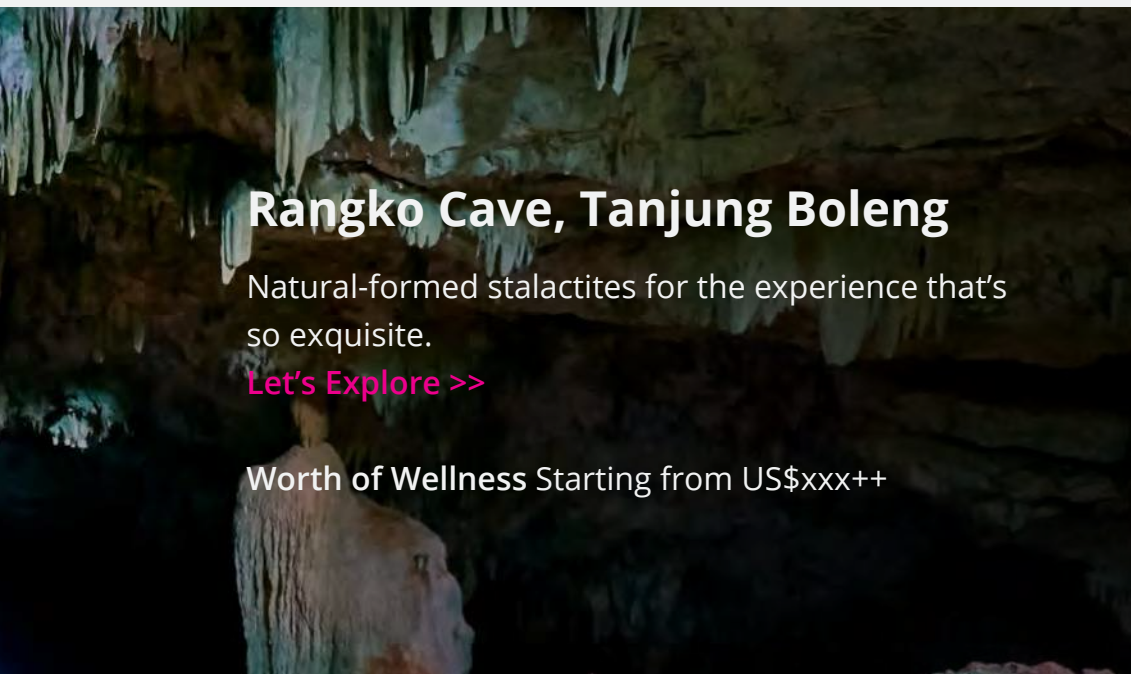 Rangko Cave, Tanjung Boleng
Natural-formed stalactites for the experience that’s
so exquisite.
Let’s Explore >>
Worth of Wellness Starting from US$xxx++